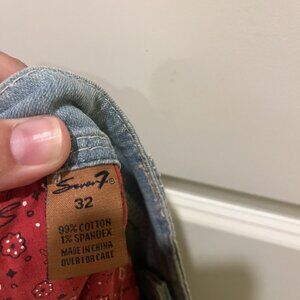 Seven7®
32
99% COTTON
1% SPANDEX
MADE IN CHINA
OVER FOR CARE